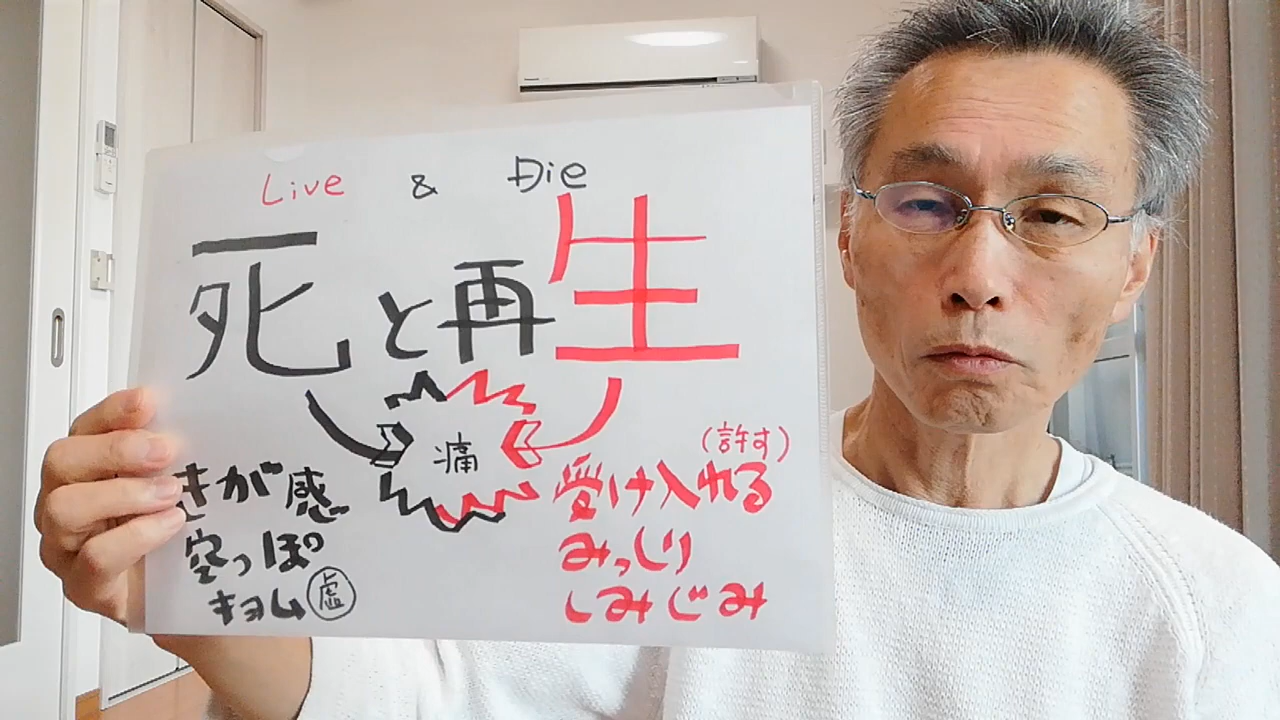 Live & Die
死と再生
痛
きが感
空っぽ
キョム 虚
(許す)
受け入れる
みっしり
しみじみ